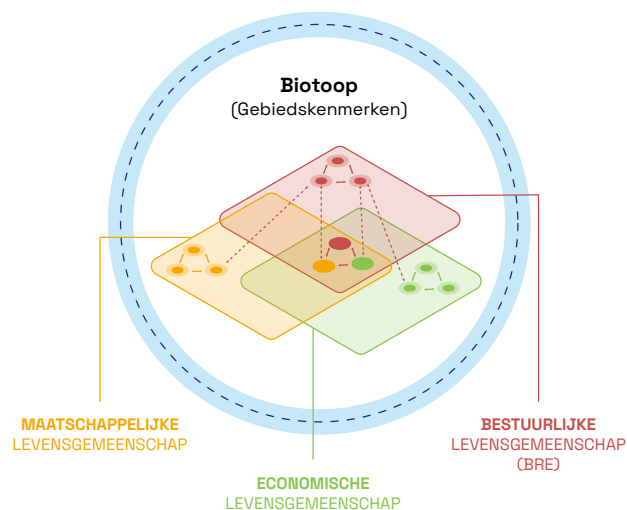 Biotoop
(Gebiedskenmerken)
MAATSCHAPPELIJKE
LEVENSGEMEENSCHAP
BESTUURLIJKE
LEVENSGEMEENSCHAP
(BRE)
ECONOMISCHE
LEVENSGEMEENSCHAP